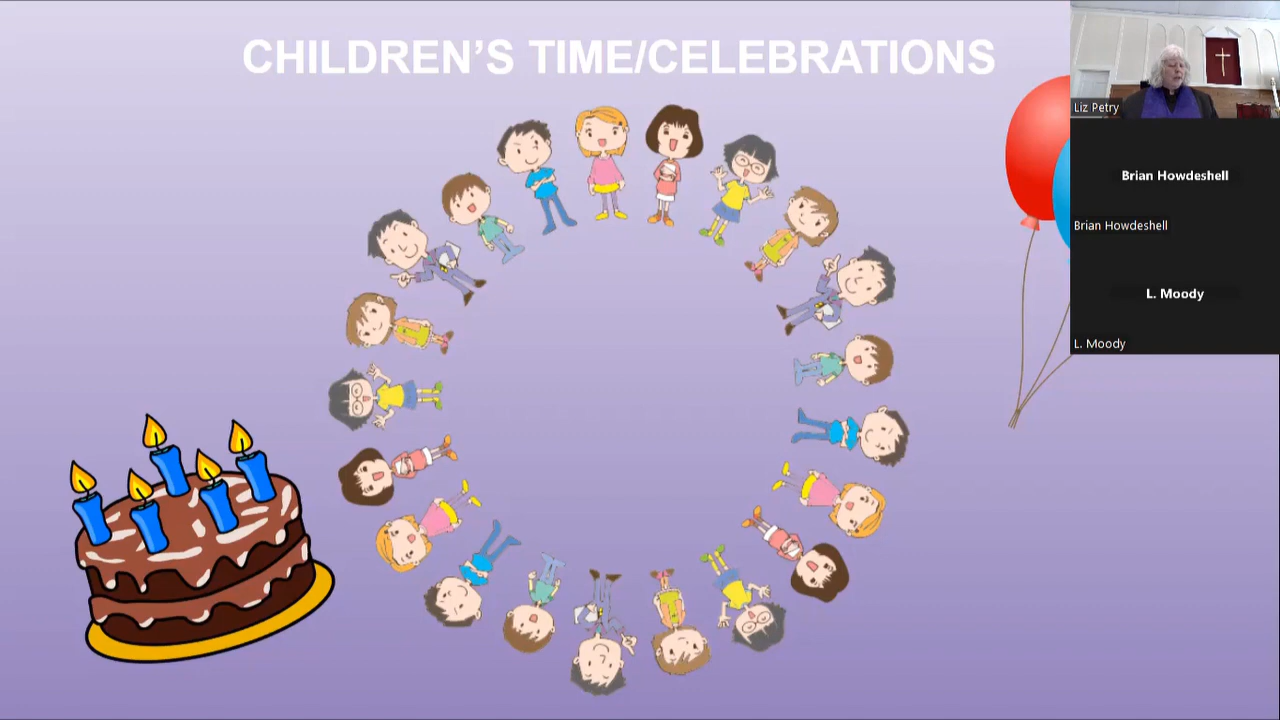 CHILDREN'S TIME/CELEBRATIONS
Liz Petry
Brian Howdeshell
Brian Howdeshell
L. Moody
L. Moody